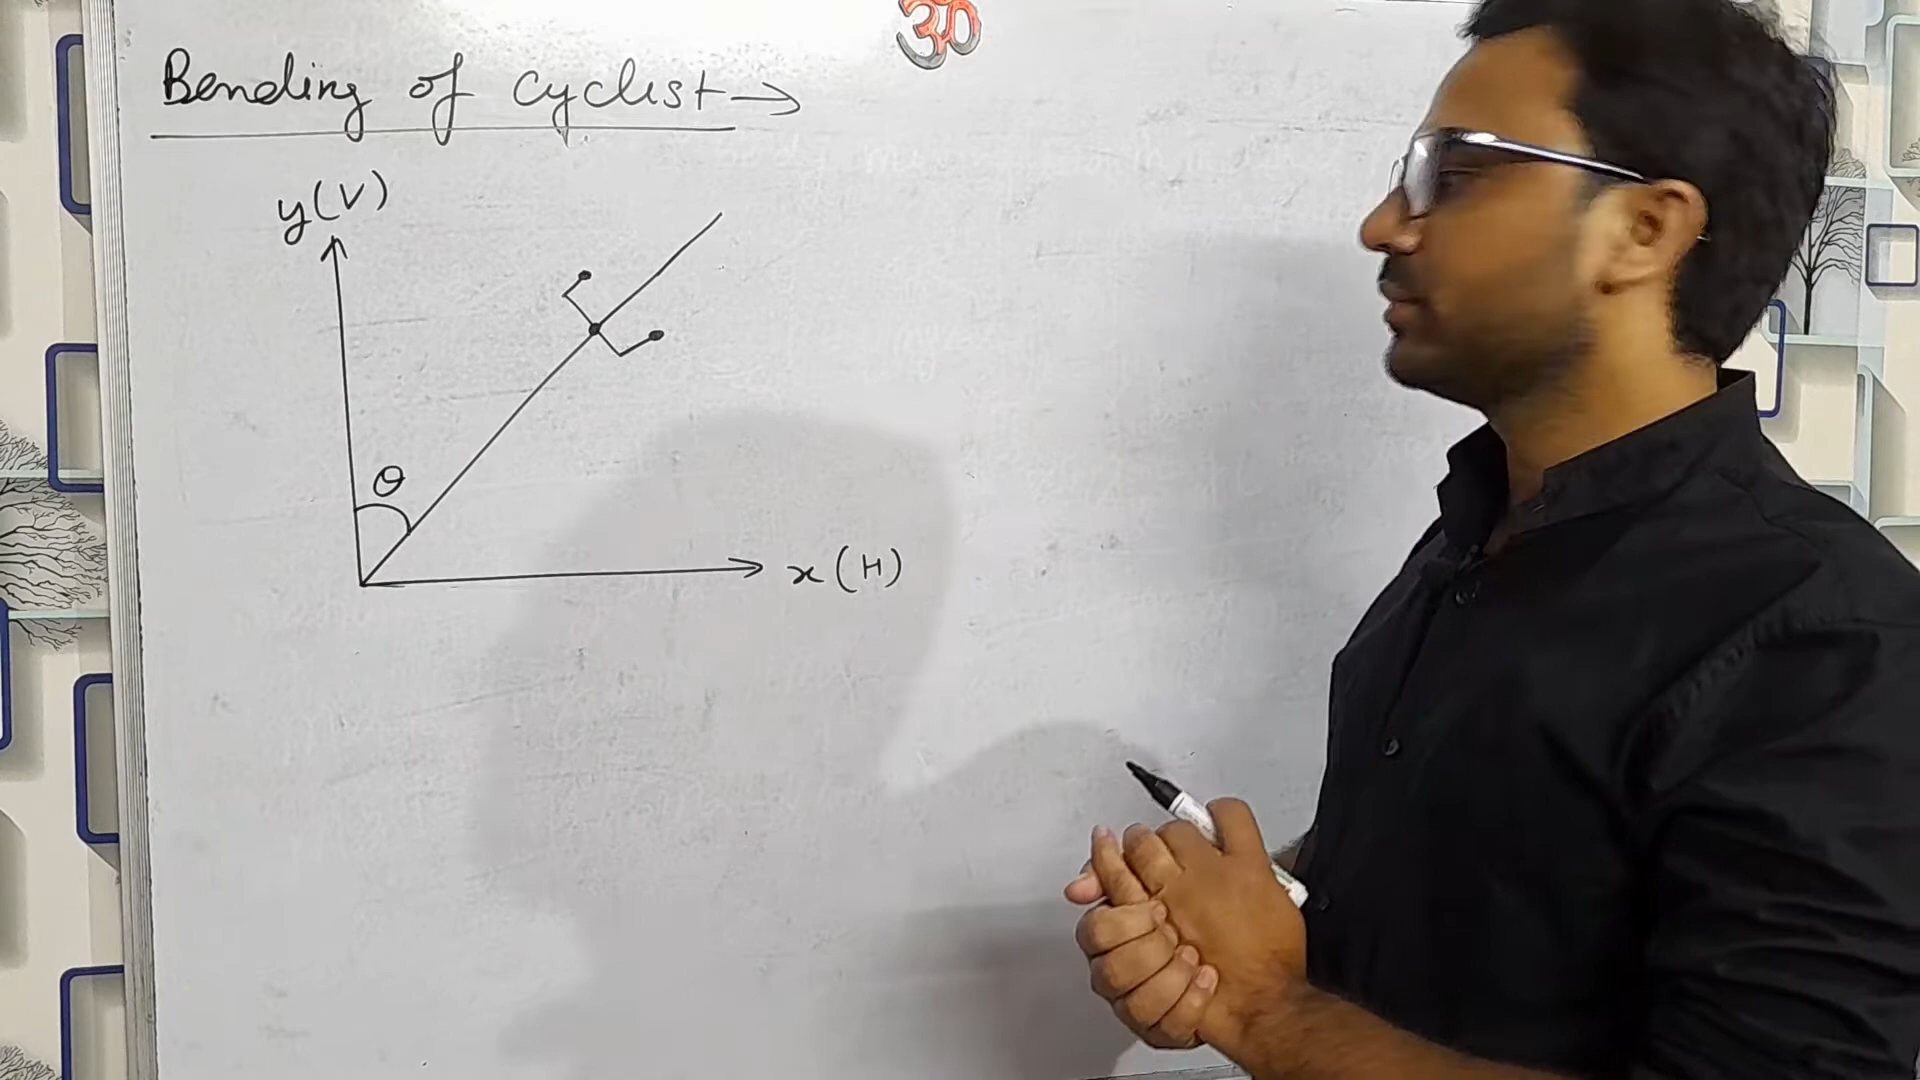 ॐ
Bending of cyclist →
y(V)
θ
x(H)